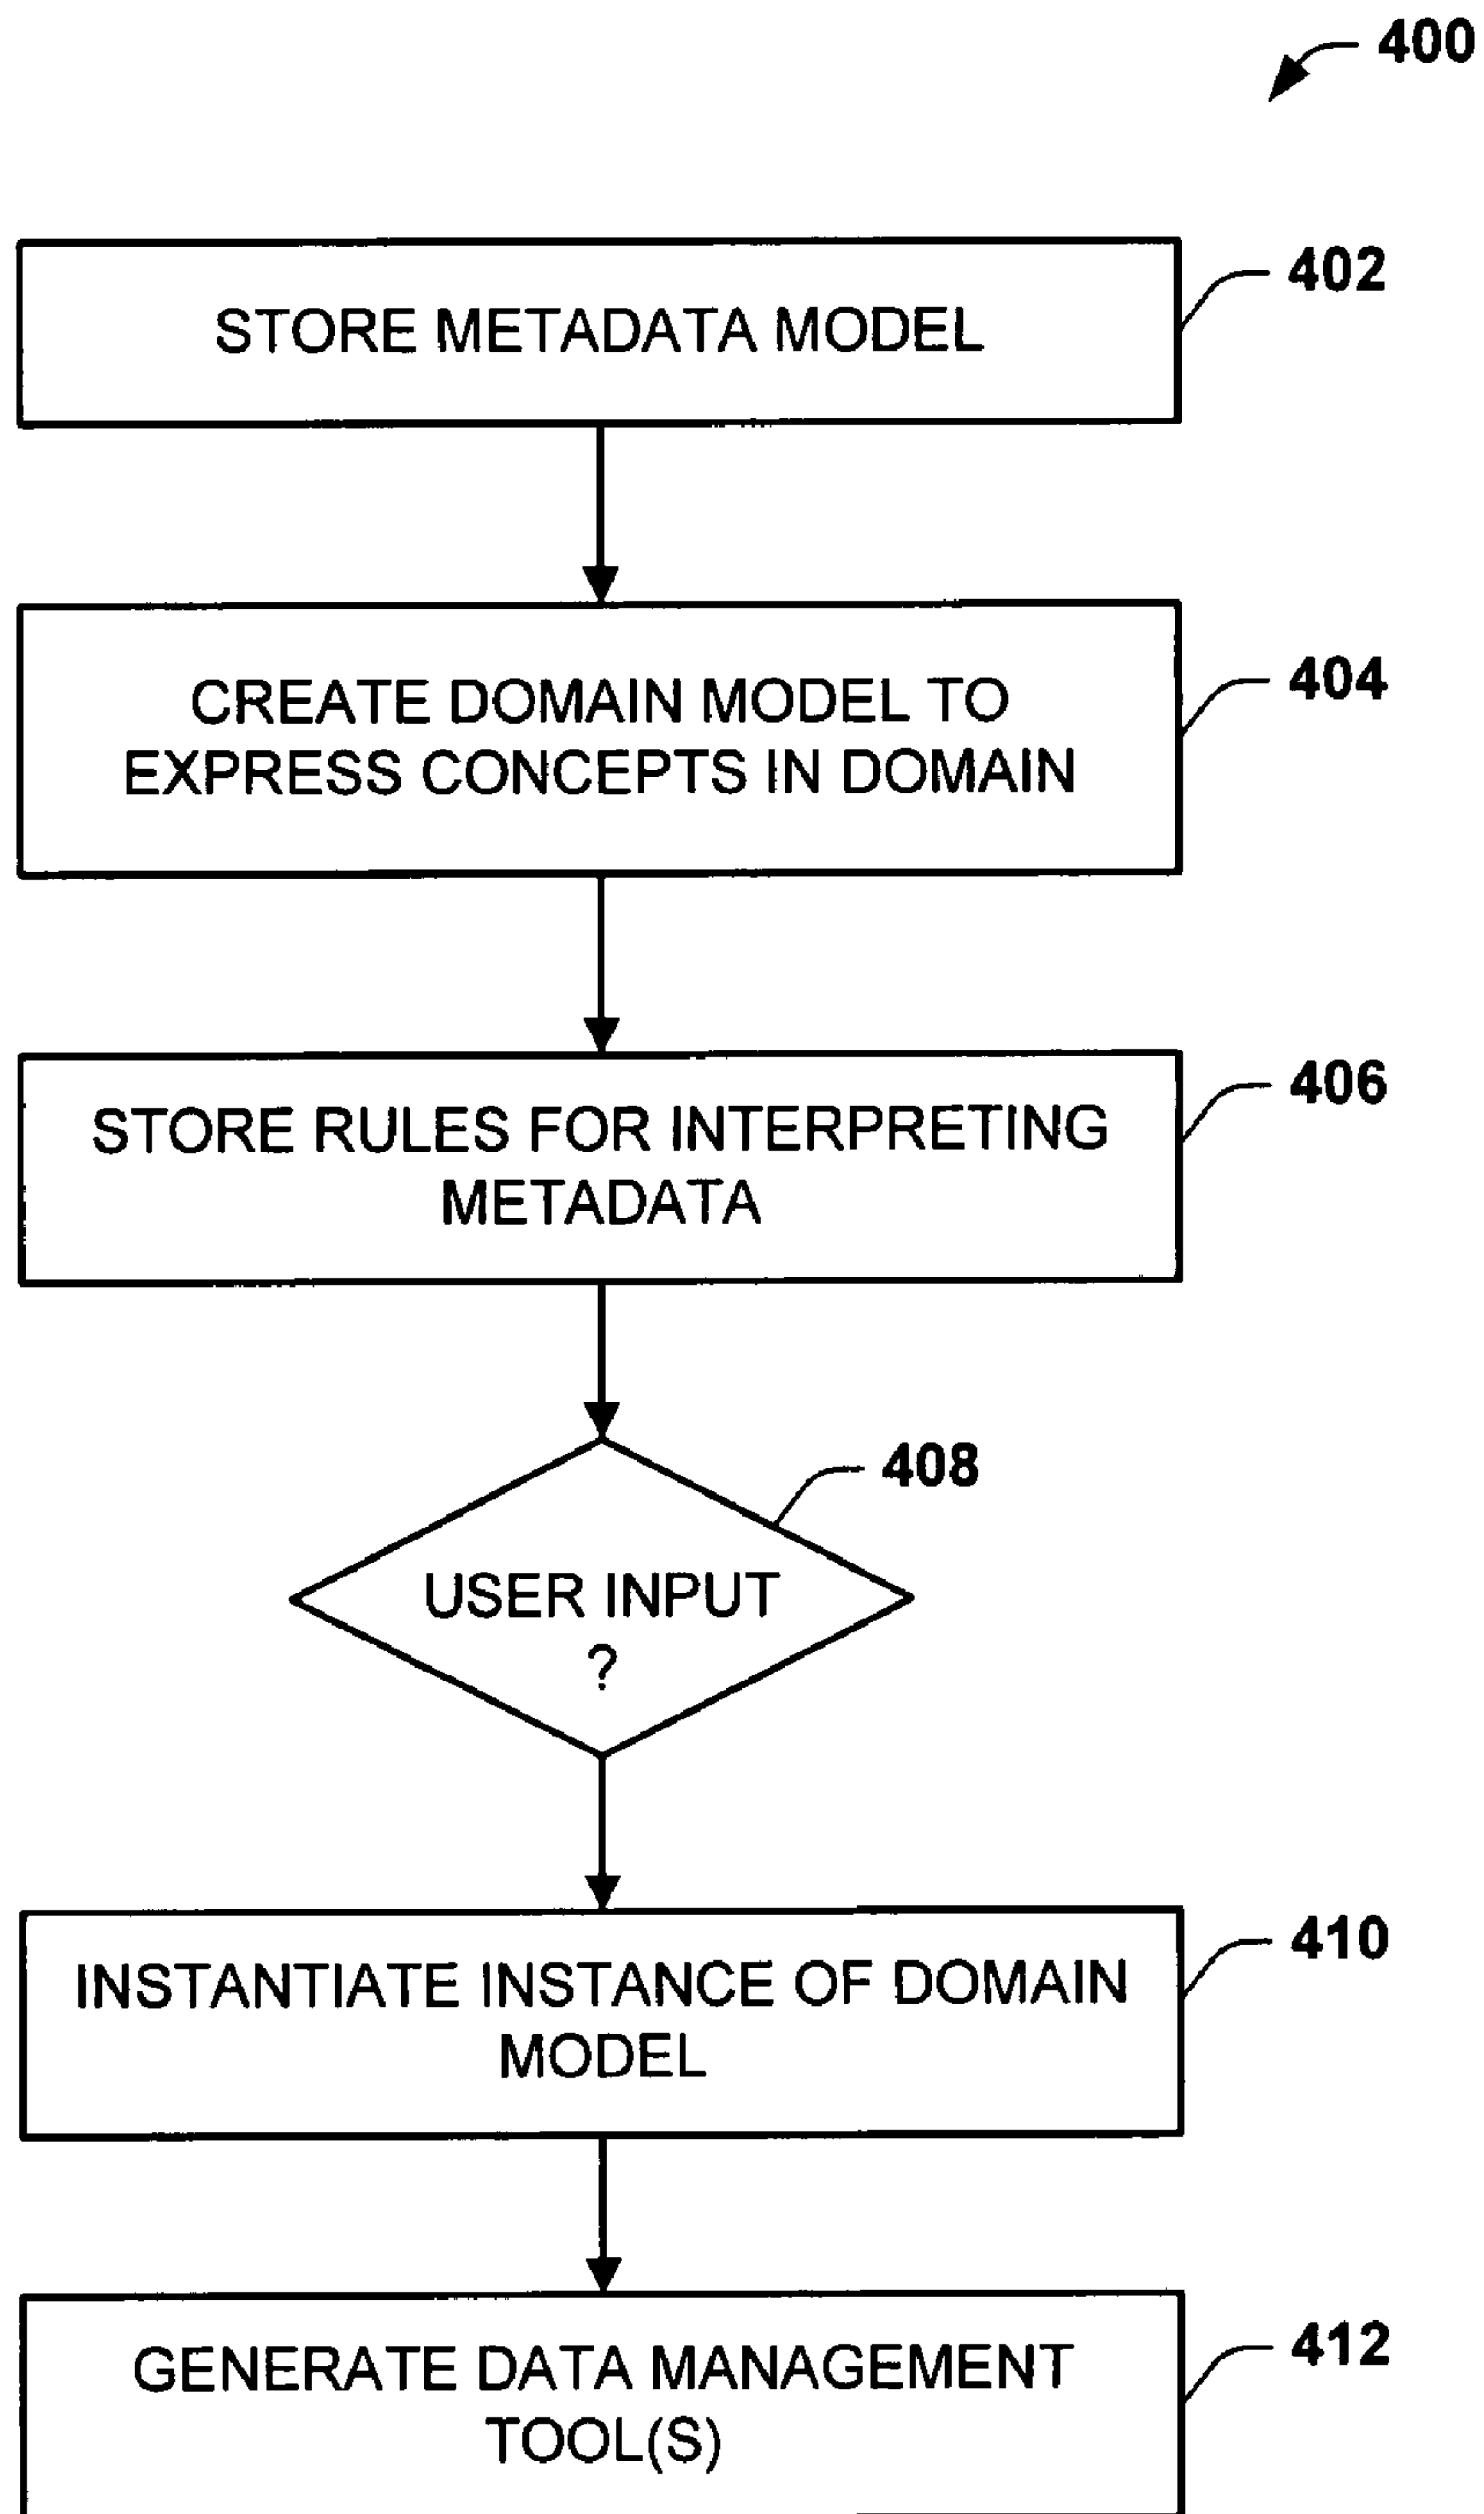 400
STORE METADATA MODEL
402
CREATE DOMAIN MODEL TO
EXPRESS CONCEPTS IN DOMAIN
404
STORE RULES FOR INTERPRETING
METADATA
406
408
USER INPUT
?
INSTANTIATE INSTANCE OF DOMAIN
MODEL
410
GENERATE DATA MANAGEMENT
TOOL(S)
412